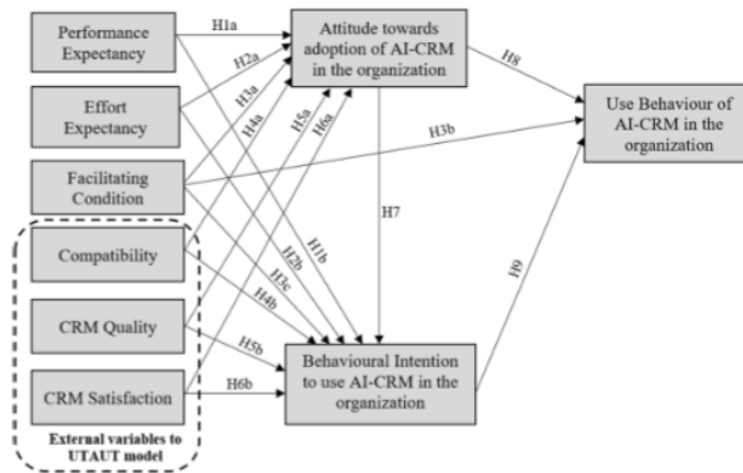 Performance
Expectancy
Effort
Expectancy
Facilitating
Condition
Compatibility
CRM Quality
CRM Satisfaction
External variables to
UTAUT model
H1a
H2a
H3a
H4a
H5a
H6a
Attitude towards
adoption of AI-CRM
in the organization
H8
H3b
H7
H1b
H2b
H3c
H4b
H5b
H6b
Behavioural Intention
to use AI-CRM in the
organization
H9
Use Behaviour of
AI-CRM in the
organization